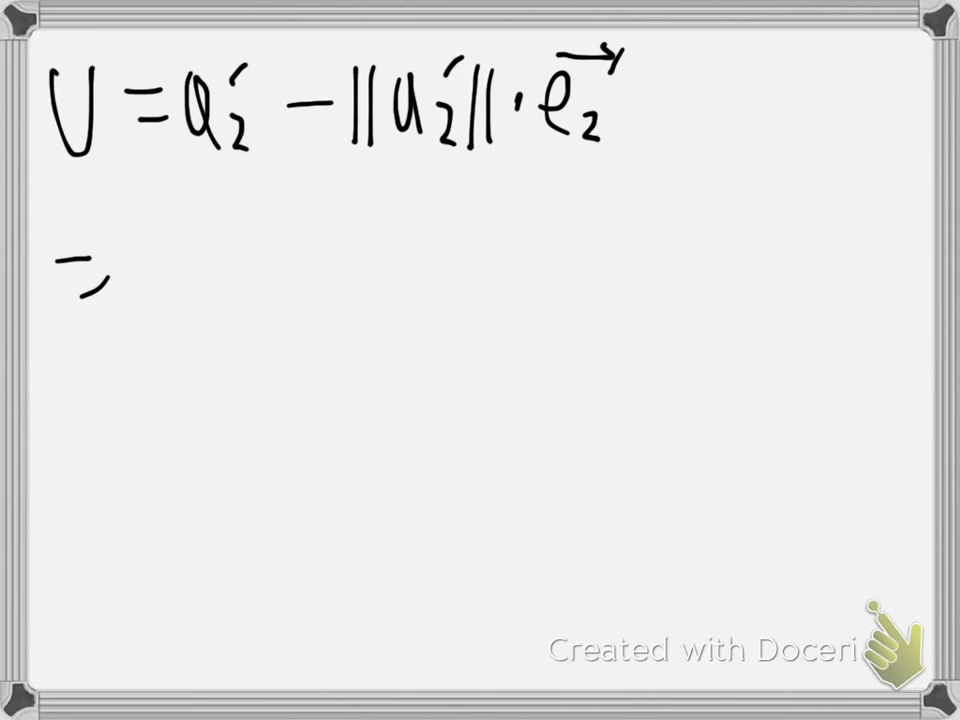 U = a₂′ − ||a₂′|| · e₂⃗
=
Created with Doceri